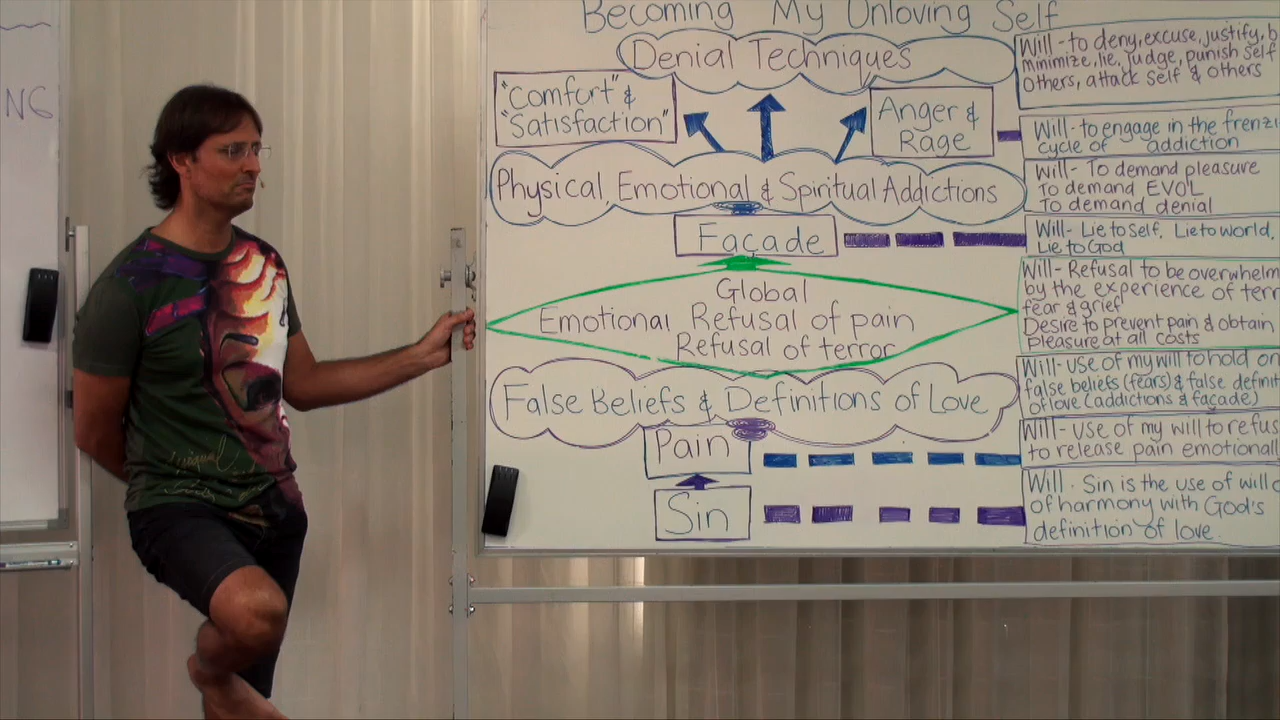 N6
Becoming My Unloving Self
Denial Techniques
"Comfort" &
"Satisfaction"
Anger &
Rage
Physical, Emotional & Spiritual Addictions
Façade
Global
Emotional Refusal of pain
Refusal of terror
False Beliefs & Definitions of Love
Pain
Sin
Will - to deny, excuse, justify, b
minimize, lie, judge, punish self
others, attack self & others
Will - to engage in the frenzi
cycle of addiction
Will - To demand pleasure
To demand EVOL
To demand denial
Will - Lie to Self, Lie to world,
Lie to God
Will - Refusal to be overwhelm
by the experience of terr
fear & grief
Desire to prevent pain & obtain
pleasure at all costs
Will - use of my will to hold on
false beliefs (fears) & false definit
of love (addictions & façade)
Will - use of my will to refus
to release pain emotionall
Will - Sin is the use of will o
of harmony with God's
definition of love